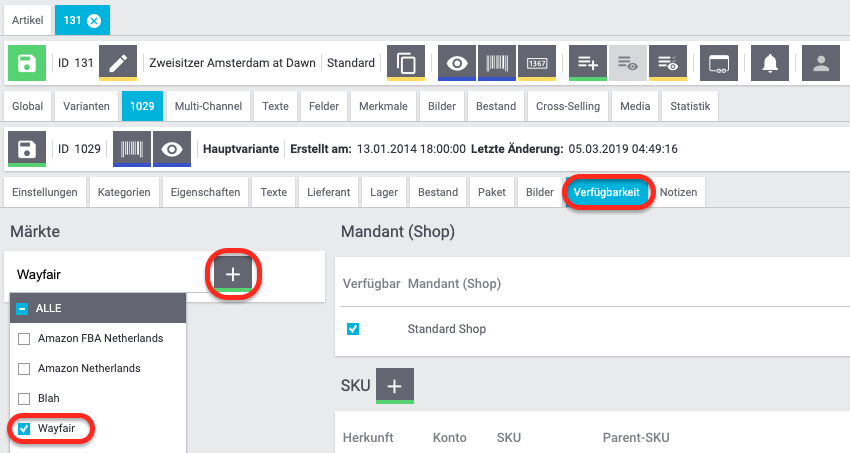 Artikel 131
ID 131 Zweisitzer Amsterdam at Dawn Standard 1367
Global Varianten 1029 Multi-Channel Texte Felder Merkmale Bilder Bestand Cross-Selling Media Statistik
ID 1029 Hauptvariante Erstellt am: 13.01.2014 18:00:00 Letzte Änderung: 05.03.2019 04:49:16
Einstellungen Kategorien Eigenschaften Texte Lieferant Lager Bestand Paket Bilder Verfügbarkeit Notizen
Märkte
Wayfair
ALLE
Amazon FBA Netherlands
Amazon Netherlands
Blah
Wayfair
Mandant (Shop)
Verfügbar Mandant (Shop)
Standard Shop
SKU
Herkunft Konto SKU Parent-SKU